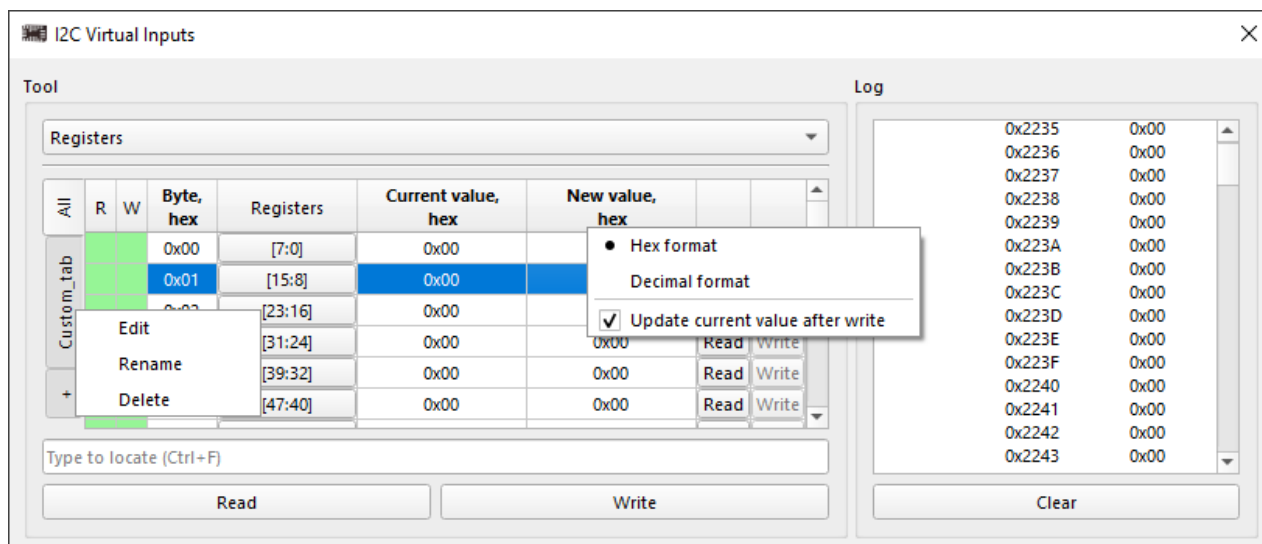 I2C Virtual Inputs
Tool
Registers
All
Custom_tab
+
R W Byte, hex Registers Current value, hex New value, hex
0x00 [7:0] 0x00
0x01 [15:8] 0x00
[23:16] 0x00
[31:24] 0x00 0x00 Read Write
[39:32] 0x00 0x00 Read Write
[47:40] 0x00 0x00 Read Write
Edit
Rename
Delete
Hex format
Decimal format
Update current value after write
Type to locate (Ctrl+F)
Read Write
Log
0x2235 0x00
0x2236 0x00
0x2237 0x00
0x2238 0x00
0x2239 0x00
0x223A 0x00
0x223B 0x00
0x223C 0x00
0x223D 0x00
0x223E 0x00
0x223F 0x00
0x2240 0x00
0x2241 0x00
0x2242 0x00
0x2243 0x00
Clear